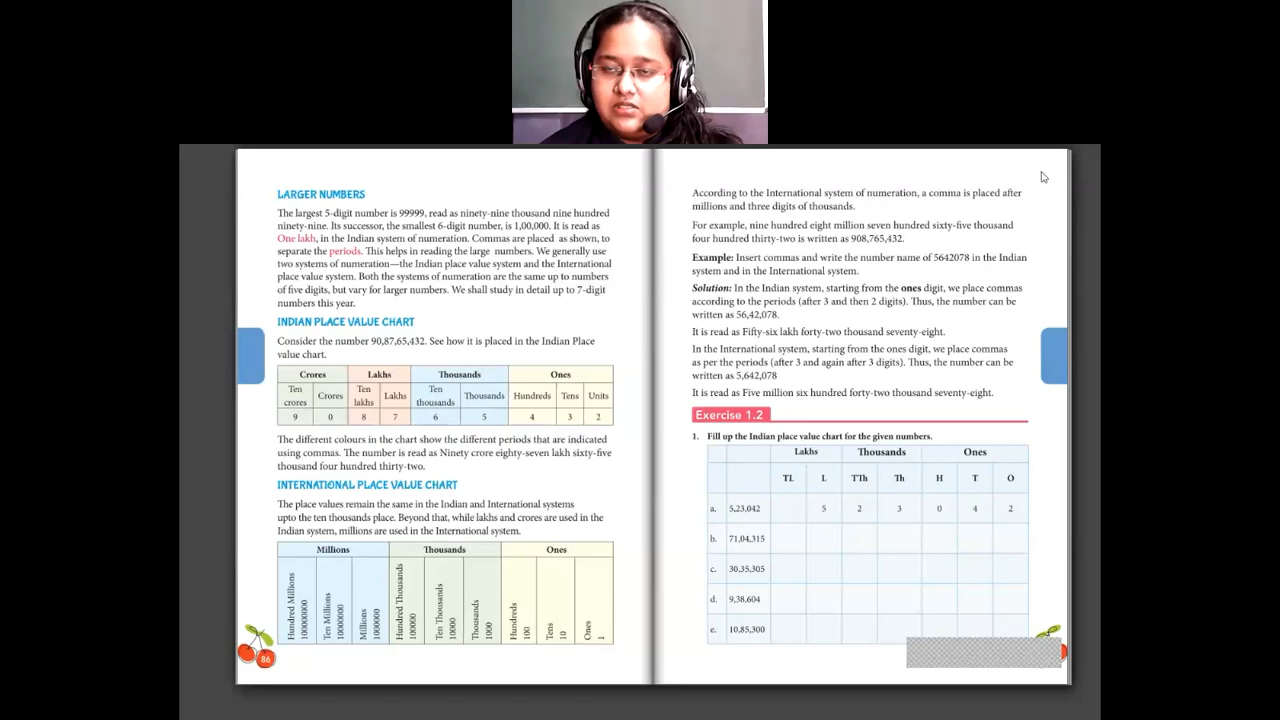 LARGER NUMBERS
The largest 5-digit number is 99999, read as ninety-nine thousand nine hundred
ninety-nine. Its successor, the smallest 6-digit number, is 1,00,000. It is read as
One lakh, in the Indian system of numeration. Commas are placed as shown, to
separate the periods. This helps in reading the large numbers. We generally use
two systems of numeration—the Indian place value system and the International
place value system. Both the systems of numeration are the same up to numbers
of five digits, but vary for larger numbers. We shall study in detail up to 7-digit
numbers this year.
INDIAN PLACE VALUE CHART
Consider the number 90,87,65,432. See how it is placed in the Indian Place
value chart.
Crores Lakhs Thousands Ones
Ten crores Crores Ten lakhs Lakhs Ten thousands Thousands Hundreds Tens Units
9 0 8 7 6 5 4 3 2
The different colours in the chart show the different periods that are indicated
using commas. The number is read as Ninety crore eighty-seven lakh sixty-five
thousand four hundred thirty-two.
INTERNATIONAL PLACE VALUE CHART
The place values remain the same in the Indian and International systems
upto the ten thousands place. Beyond that, while lakhs and crores are used in the
Indian system, millions are used in the International system.
Millions Thousands Ones
Hundred Millions
100000000
Ten Millions
10000000
Millions
1000000
Hundred Thousands
100000
Ten Thousands
10000
Thousands
1000
Hundreds
100
Tens
10
Ones
1
86
According to the International system of numeration, a comma is placed after
millions and three digits of thousands.
For example, nine hundred eight million seven hundred sixty-five thousand
four hundred thirty-two is written as 908,765,432.
Example: Insert commas and write the number name of 5642078 in the Indian
system and in the International system.
Solution: In the Indian system, starting from the ones digit, we place commas
according to the periods (after 3 and then 2 digits). Thus, the number can be
written as 56,42,078.
It is read as Fifty-six lakh forty-two thousand seventy-eight.
In the International system, starting from the ones digit, we place commas
as per the periods (after 3 and again after 3 digits). Thus, the number can be
written as 5,642,078
It is read as Five million six hundred forty-two thousand seventy-eight.
Exercise 1.2
1. Fill up the Indian place value chart for the given numbers.
Lakhs Thousands Ones
TL L TTh Th H T O
a. 5,23,042 5 2 3 0 4 2
b. 71,04,315
c. 30,35,305
d. 9,38,604
e. 10,85,300